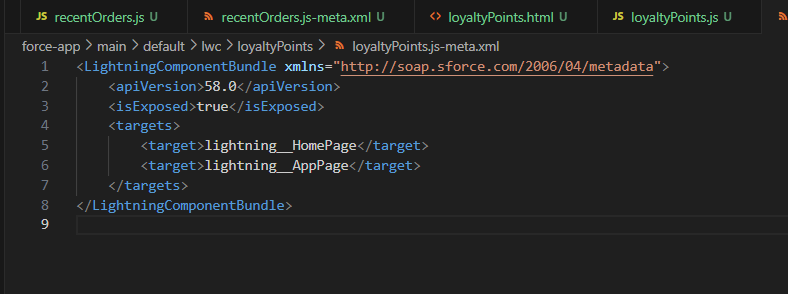 JS recentOrders.js U
recentOrders.js-meta.xml U
<> loyaltyPoints.html U
JS loyaltyPoints.js U
force-app > main > default > lwc > loyaltyPoints > loyaltyPoints.js-meta.xml
1 <LightningComponentBundle xmlns="http://soap.sforce.com/2006/04/metadata">
2 <apiVersion>58.0</apiVersion>
3 <isExposed>true</isExposed>
4 <targets>
5 <target>lightning__HomePage</target>
6 <target>lightning__AppPage</target>
7 </targets>
8 </LightningComponentBundle>
9